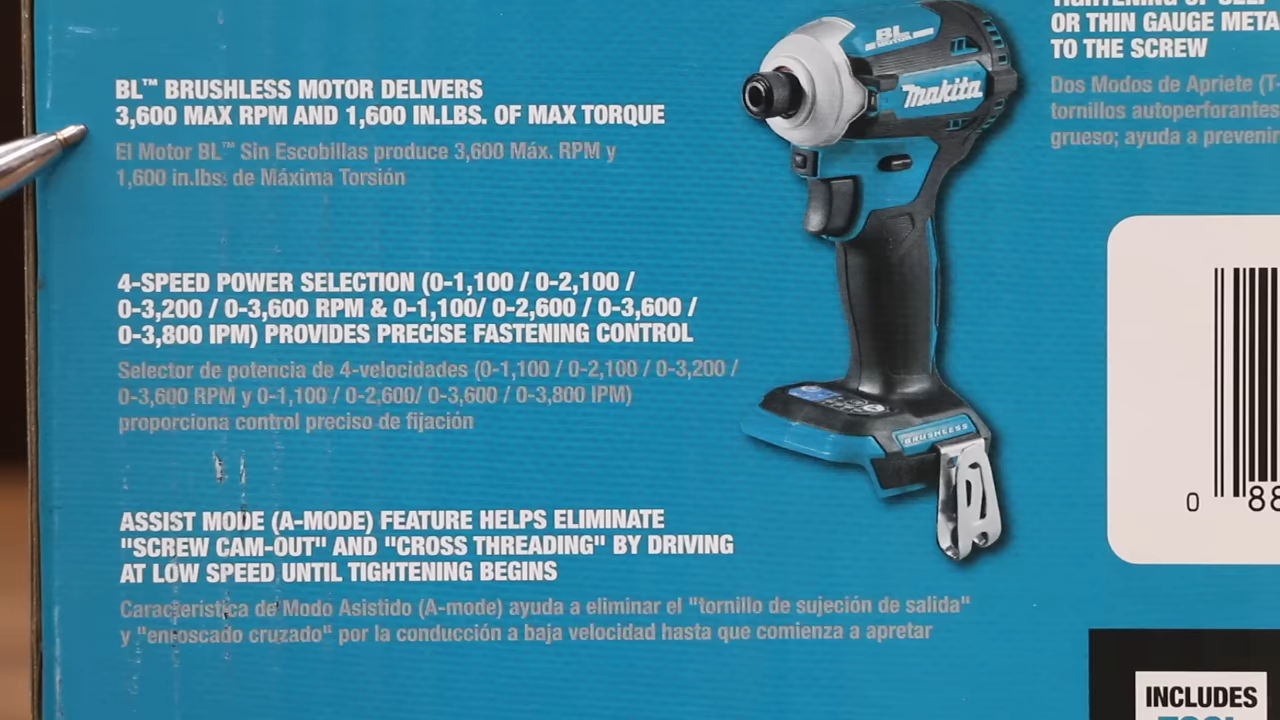 BL™ BRUSHLESS MOTOR DELIVERS
3,600 MAX RPM AND 1,600 IN.LBS. OF MAX TORQUE
El Motor BL™ Sin Escobillas produce 3,600 Máx. RPM y
1,600 in.lbs. de Máxima Torsión
4-SPEED POWER SELECTION (0-1,100 / 0-2,100 /
0-3,200 / 0-3,600 RPM & 0-1,100/ 0-2,600 / 0-3,600 /
0-3,800 IPM) PROVIDES PRECISE FASTENING CONTROL
Selector de potencia de 4-velocidades (0-1,100 / 0-2,100 / 0-3,200 /
0-3,600 RPM y 0-1,100 / 0-2,600/ 0-3,600 / 0-3,800 IPM)
proporciona control preciso de fijación
ASSIST MODE (A-MODE) FEATURE HELPS ELIMINATE
"SCREW CAM-OUT" AND "CROSS THREADING" BY DRIVING
AT LOW SPEED UNTIL TIGHTENING BEGINS
Característica de Modo Asistido (A-mode) ayuda a eliminar el "tornillo de sujeción de salida"
y "enroscado cruzado" por la conducción a baja velocidad hasta que comienza a apretar
BL
MOTOR
makita
BRUSHLESS
TIGHTENING OF SELF
OR THIN GAUGE META
TO THE SCREW
Dos Modos de Apriete (T-
tornillos autoperforantes
grueso; ayuda a prevenir
0 88
INCLUDES